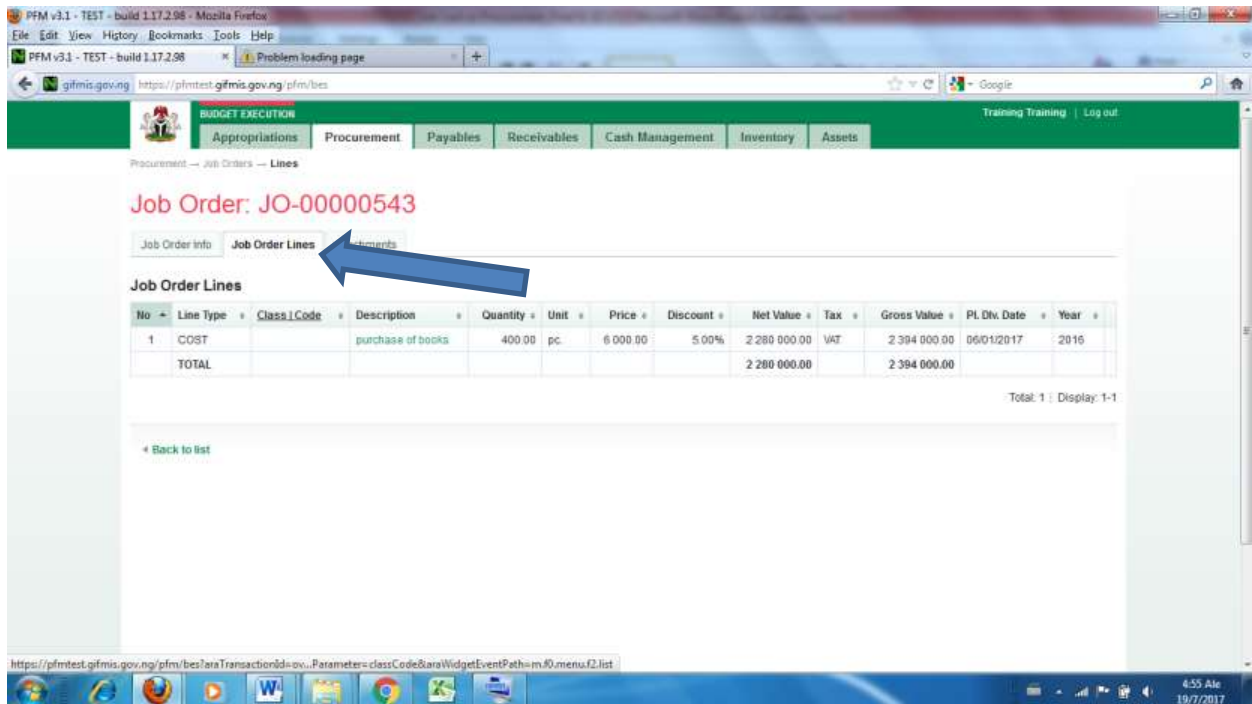 PFM v3.1 - TEST - build 1.17.2.98 - Mozilla Firefox
File Edit View History Bookmarks Tools Help
PFM v3.1 - TEST - build 1.17.2.98 Problem loading page +
gifmis.gov.ng https://pfmtest.gifmis.gov.ng/pfm/bes Google
BUDGET EXECUTION Training Training | Log out
Appropriations Procurement Payables Receivables Cash Management Inventory Assets
Procurement — Job Orders — Lines
Job Order: JO-00000543
Job Order Info Job Order Lines
Job Order Lines
No Line Type Class | Code Description Quantity Unit Price Discount Net Value Tax Gross Value Pl. Dlv. Date Year
1 COST purchase of books 400.00 pc. 6 000.00 5.00% 2 280 000.00 VAT 2 394 000.00 06/01/2017 2016
TOTAL 2 280 000.00 2 394 000.00
Total: 1 | Display: 1-1
Back to list
https://pfmtest.gifmis.gov.ng/pfm/bes?araTransactionId=ov...Parameter=classCode&araWidgetEventPath=m.f0.menu.f2.list
4:55 Ale
19/7/2017